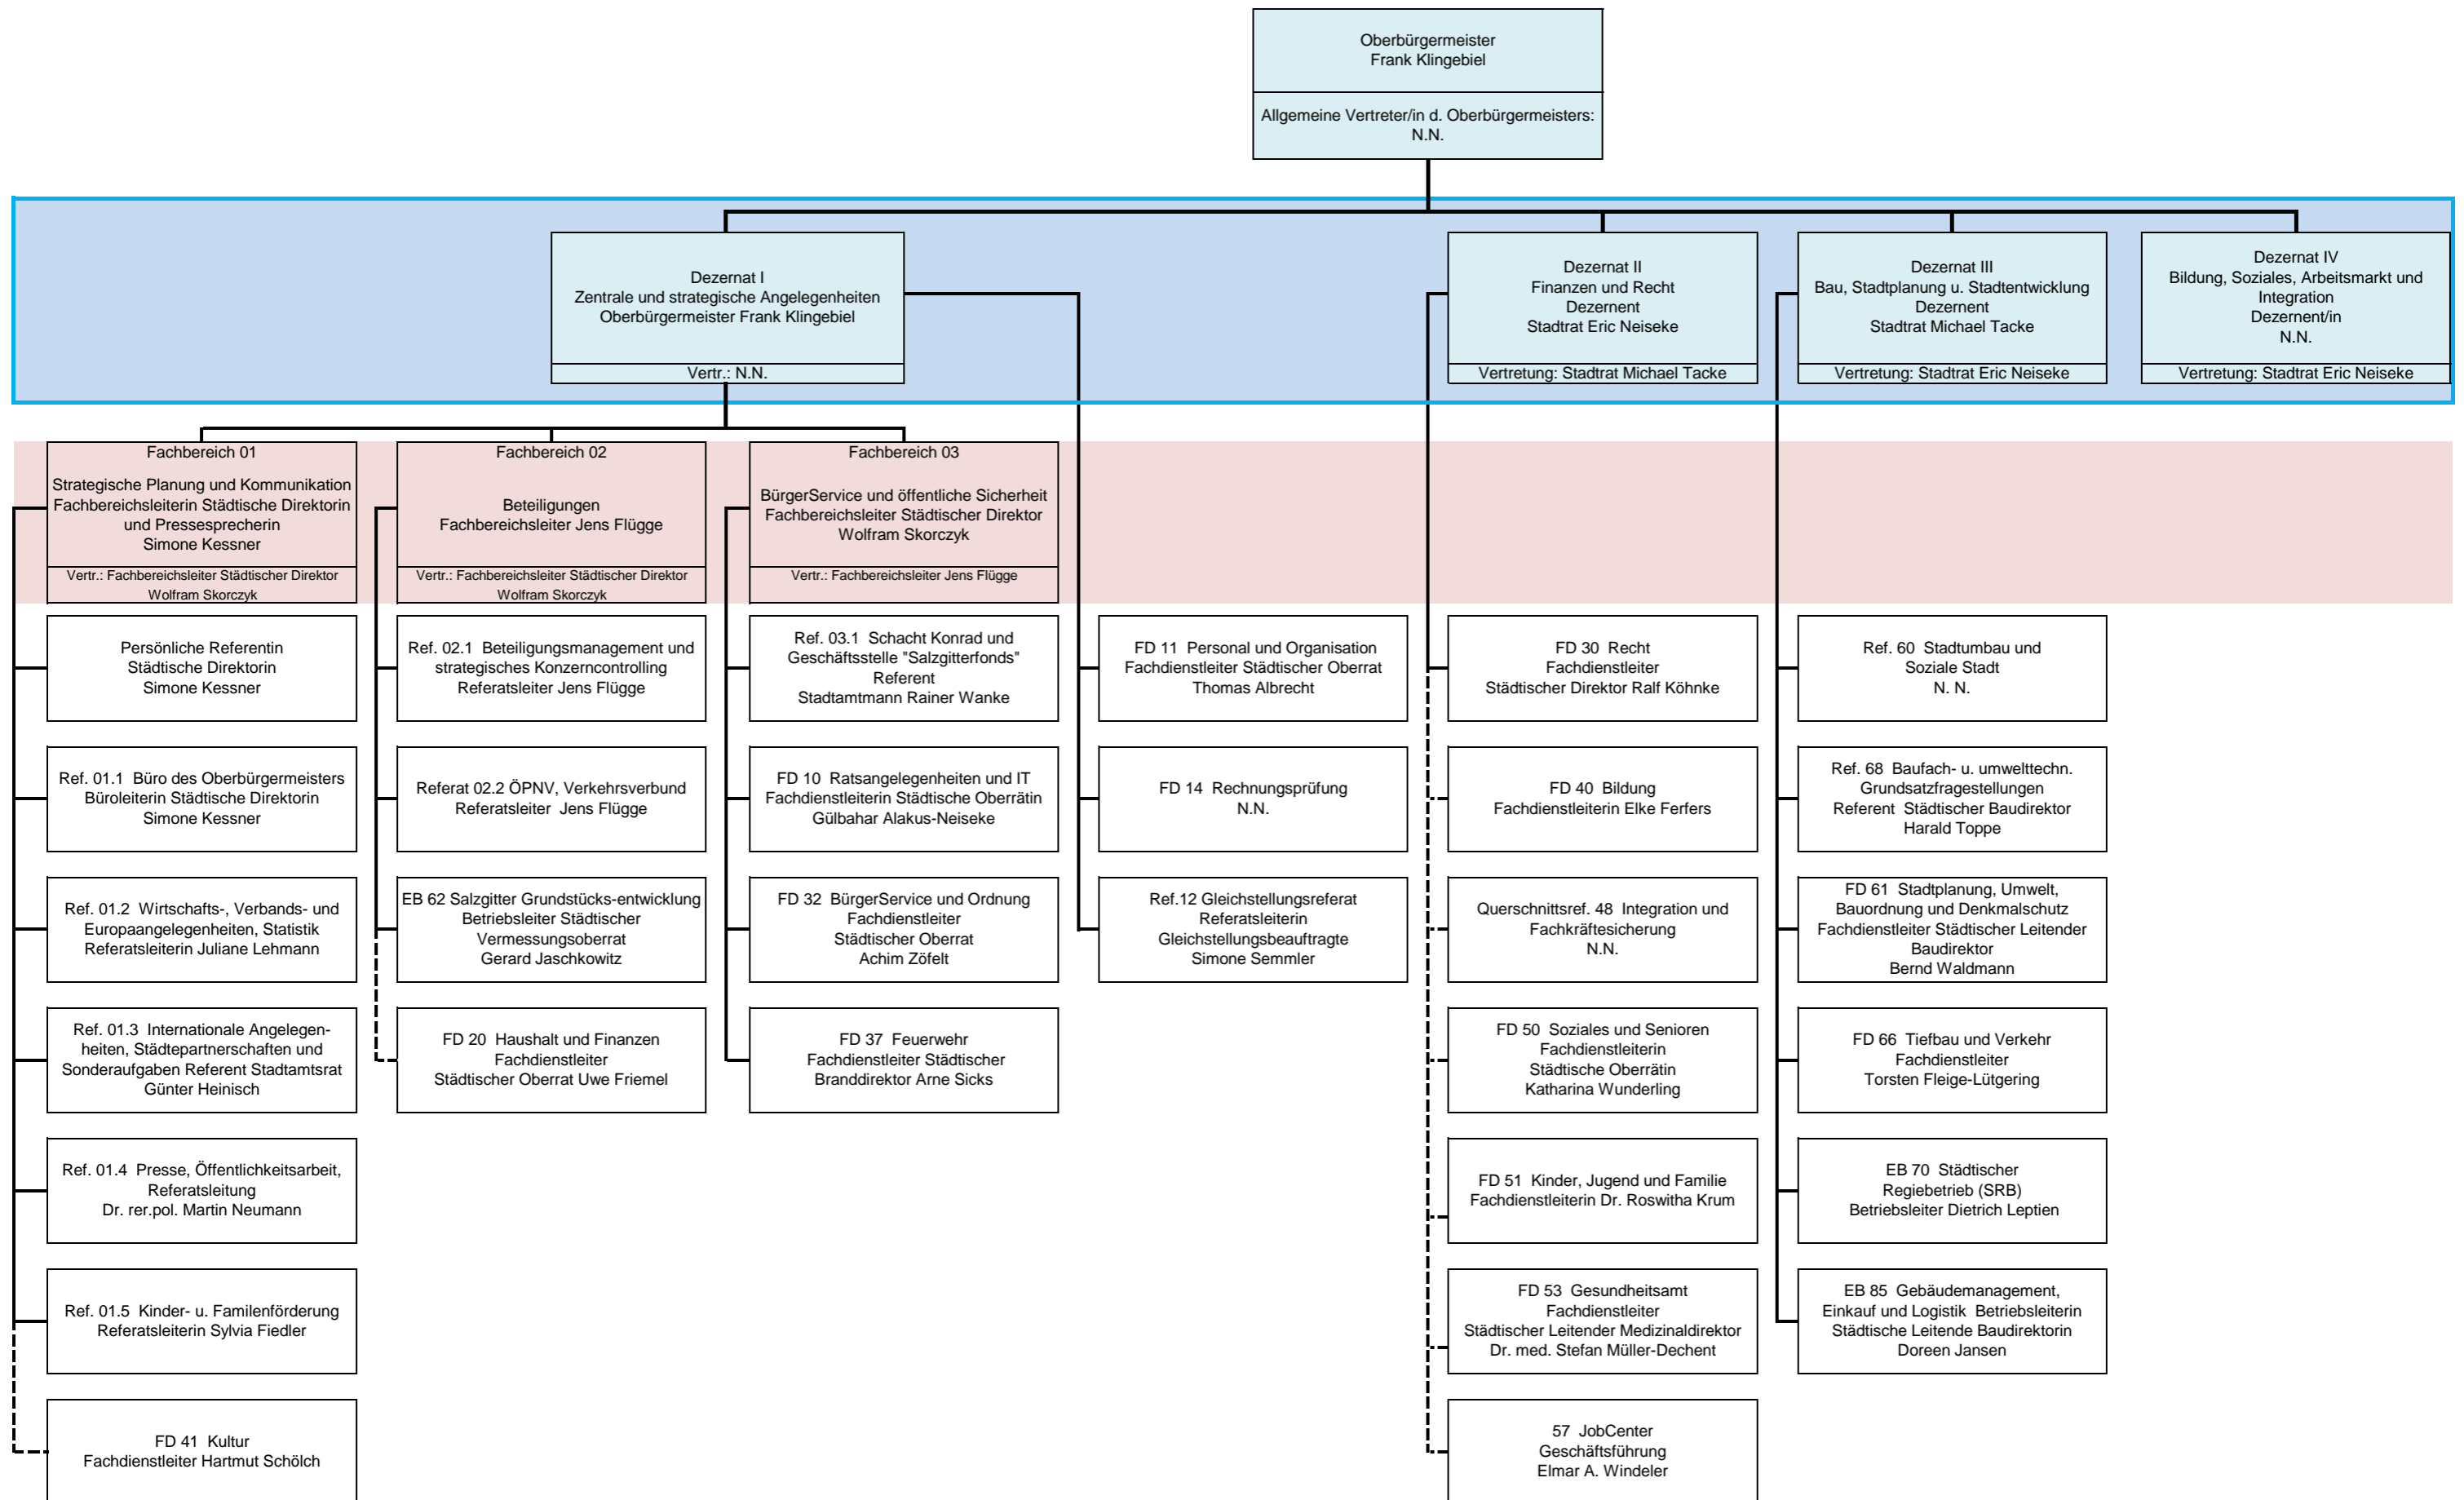 Oberbürgermeister
Frank Klingebiel
Allgemeine Vertreter/in d. Oberbürgermeisters:
N.N.
Dezernat I
Zentrale und strategische Angelegenheiten
Oberbürgermeister Frank Klingebiel
Vertr.: N.N.
Dezernat II
Finanzen und Recht
Dezernent
Stadtrat Eric Neiseke
Vertretung: Stadtrat Michael Tacke
Dezernat III
Bau, Stadtplanung u. Stadtentwicklung
Dezernent
Stadtrat Michael Tacke
Vertretung: Stadtrat Eric Neiseke
Dezernat IV
Bildung, Soziales, Arbeitsmarkt und
Integration
Dezernent/in
N.N.
Vertretung: Stadtrat Eric Neiseke
Fachbereich 01
Strategische Planung und Kommunikation
Fachbereichsleiterin Städtische Direktorin
und Pressesprecherin
Simone Kessner
Vertr.: Fachbereichsleiter Städtischer Direktor
Wolfram Skorczyk
Fachbereich 02
Beteiligungen
Fachbereichsleiter Jens Flügge
Vertr.: Fachbereichsleiter Städtischer Direktor
Wolfram Skorczyk
Fachbereich 03
BürgerService und öffentliche Sicherheit
Fachbereichsleiter Städtischer Direktor
Wolfram Skorczyk
Vertr.: Fachbereichsleiter Jens Flügge
Persönliche Referentin
Städtische Direktorin
Simone Kessner
Ref. 01.1 Büro des Oberbürgermeisters
Büroleiterin Städtische Direktorin
Simone Kessner
Ref. 01.2 Wirtschafts-, Verbands- und
Europaangelegenheiten, Statistik
Referatsleiterin Juliane Lehmann
Ref. 01.3 Internationale Angelegen-
heiten, Städtepartnerschaften und
Sonderaufgaben Referent Stadtamtsrat
Günter Heinisch
Ref. 01.4 Presse, Öffentlichkeitsarbeit,
Referatsleitung
Dr. rer.pol. Martin Neumann
Ref. 01.5 Kinder- u. Familenförderung
Referatsleiterin Sylvia Fiedler
FD 41 Kultur
Fachdienstleiter Hartmut Schölch
Ref. 02.1 Beteiligungsmanagement und
strategisches Konzerncontrolling
Referatsleiter Jens Flügge
Referat 02.2 ÖPNV, Verkehrsverbund
Referatsleiter Jens Flügge
EB 62 Salzgitter Grundstücks-entwicklung
Betriebsleiter Städtischer
Vermessungsoberrat
Gerard Jaschkowitz
FD 20 Haushalt und Finanzen
Fachdienstleiter
Städtischer Oberrat Uwe Friemel
Ref. 03.1 Schacht Konrad und
Geschäftsstelle "Salzgitterfonds"
Referent
Stadtamtmann Rainer Wanke
FD 10 Ratsangelegenheiten und IT
Fachdienstleiterin Städtische Oberrätin
Gülbahar Alakus-Neiseke
FD 32 BürgerService und Ordnung
Fachdienstleiter
Städtischer Oberrat
Achim Zöfelt
FD 37 Feuerwehr
Fachdienstleiter Städtischer
Branddirektor Arne Sicks
FD 11 Personal und Organisation
Fachdienstleiter Städtischer Oberrat
Thomas Albrecht
FD 14 Rechnungsprüfung
N.N.
Ref.12 Gleichstellungsreferat
Referatsleiterin
Gleichstellungsbeauftragte
Simone Semmler
FD 30 Recht
Fachdienstleiter
Städtischer Direktor Ralf Köhnke
FD 40 Bildung
Fachdienstleiterin Elke Ferfers
Querschnittsref. 48 Integration und
Fachkräftesicherung
N.N.
FD 50 Soziales und Senioren
Fachdienstleiterin
Städtische Oberrätin
Katharina Wunderling
FD 51 Kinder, Jugend und Familie
Fachdienstleiterin Dr. Roswitha Krum
FD 53 Gesundheitsamt
Fachdienstleiter
Städtischer Leitender Medizinaldirektor
Dr. med. Stefan Müller-Dechent
57 JobCenter
Geschäftsführung
Elmar A. Windeler
Ref. 60 Stadtumbau und
Soziale Stadt
N. N.
Ref. 68 Baufach- u. umwelttechn.
Grundsatzfragestellungen
Referent Städtischer Baudirektor
Harald Toppe
FD 61 Stadtplanung, Umwelt,
Bauordnung und Denkmalschutz
Fachdienstleiter Städtischer Leitender
Baudirektor
Bernd Waldmann
FD 66 Tiefbau und Verkehr
Fachdienstleiter
Torsten Fleige-Lütgering
EB 70 Städtischer
Regiebetrieb (SRB)
Betriebsleiter Dietrich Leptien
EB 85 Gebäudemanagement,
Einkauf und Logistik Betriebsleiterin
Städtische Leitende Baudirektorin
Doreen Jansen